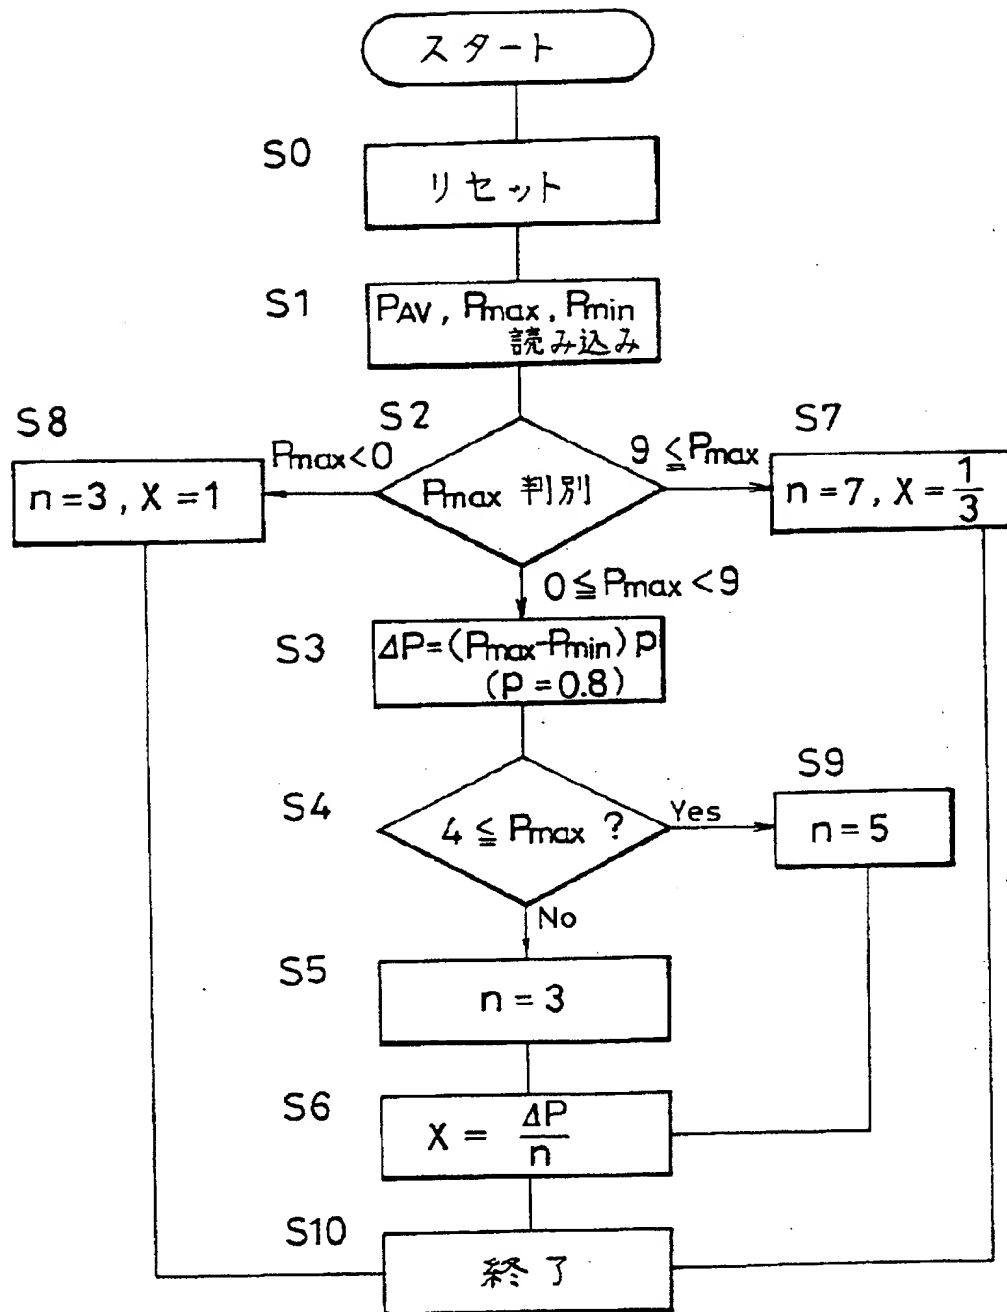 スタート
S0
リセット
S1
PAV, Pmax, Pmin
読み込み
S2
Pmax 判別
S8
Pmax<0
n=3, X=1
S7
9≦Pmax
n=7, X=1/3
0≦Pmax<9
S3
ΔP=(Pmax-Pmin)P
(P=0.8)
S4
4≦Pmax ?
Yes
S9
n=5
No
S5
n=3
S6
X= ΔP/n
S10
終了